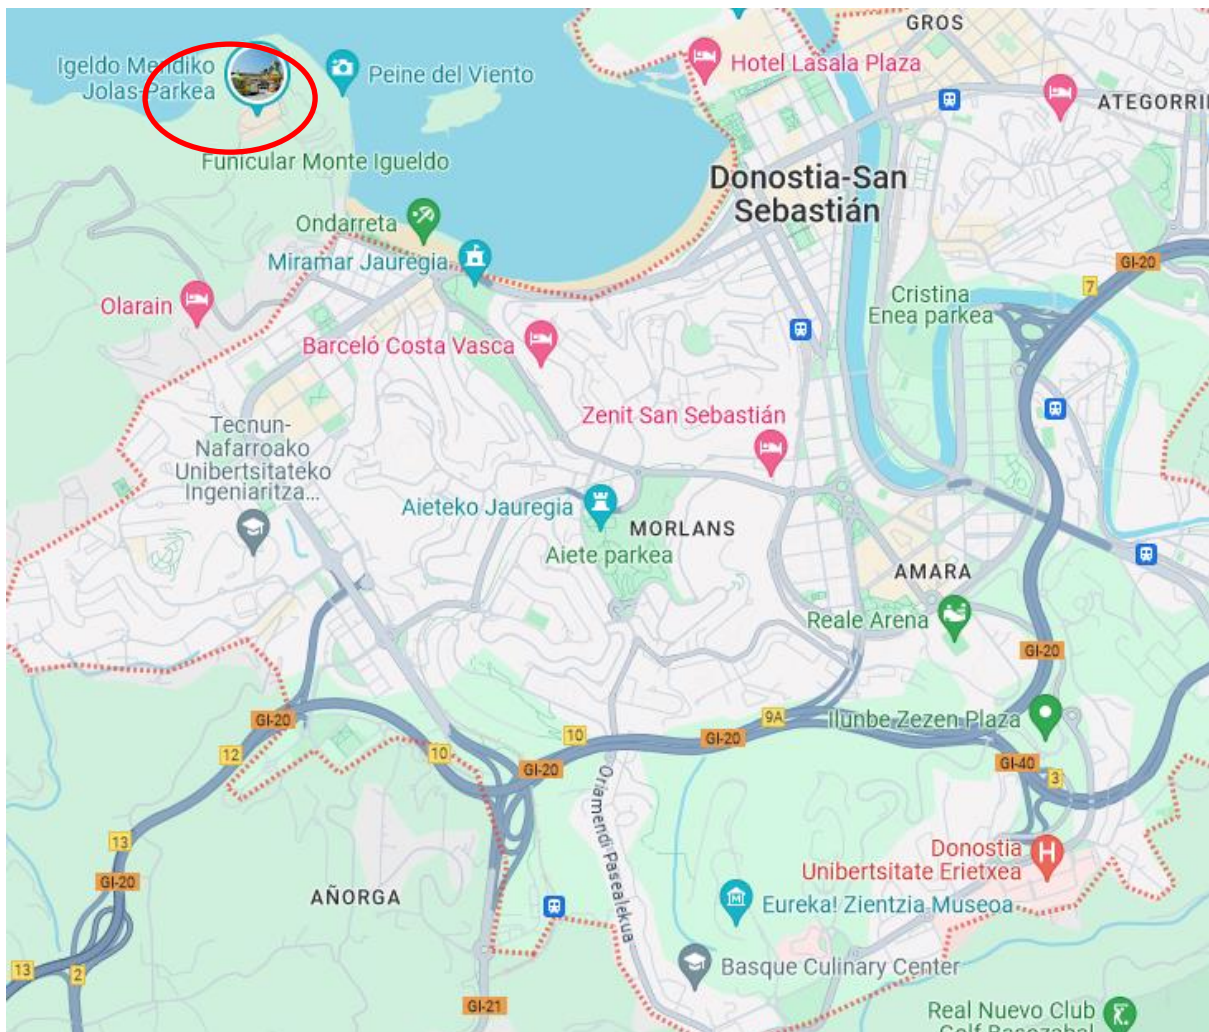 GROS
Igeldo Mendiko
Jolas-Parkea
Peine del Viento
Hotel Lasala Plaza
ATEGORRI
Funicular Monte Igueldo
Donostia-San
Sebastián
Ondarreta
Miramar Jauregia
GI-20
7
Cristina
Enea parkea
Olarain
Barceló Costa Vasca
Zenit San Sebastián
Tecnun-
Nafarroako
Unibertsitateko
Ingeniaritza...
Aieteko Jauregia
MORLANS
Aiete parkea
AMARA
Reale Arena
GI-20
GI-20
9A
Ilunbe Zezen Plaza
10
GI-20
12
10
GI-20
GI-40
3
Oriamendi Pasealekua
13
Donostia
Unibertsitate Erietxea
H
GI-20
AÑORGA
Eureka! Zientzia Museoa
13
2
Basque Culinary Center
GI-21
Real Nuevo Club
Golf Basozabal